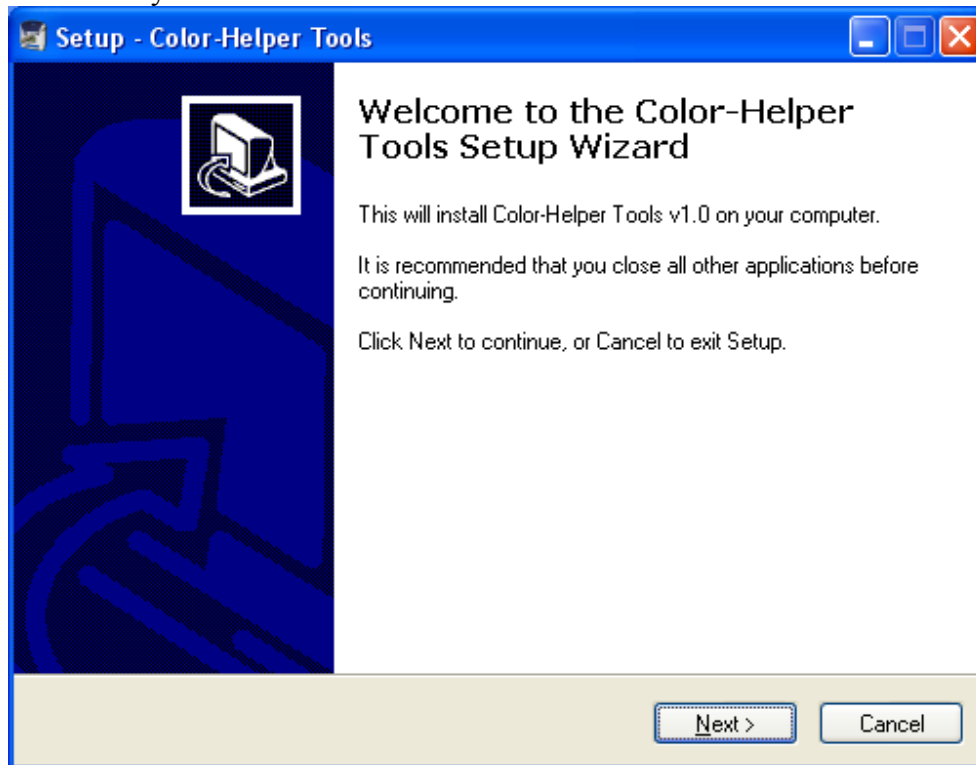 Setup - Color-Helper Tools
Welcome to the Color-Helper
Tools Setup Wizard
This will install Color-Helper Tools v1.0 on your computer.
It is recommended that you close all other applications before
continuing.
Click Next to continue, or Cancel to exit Setup.
Next > Cancel